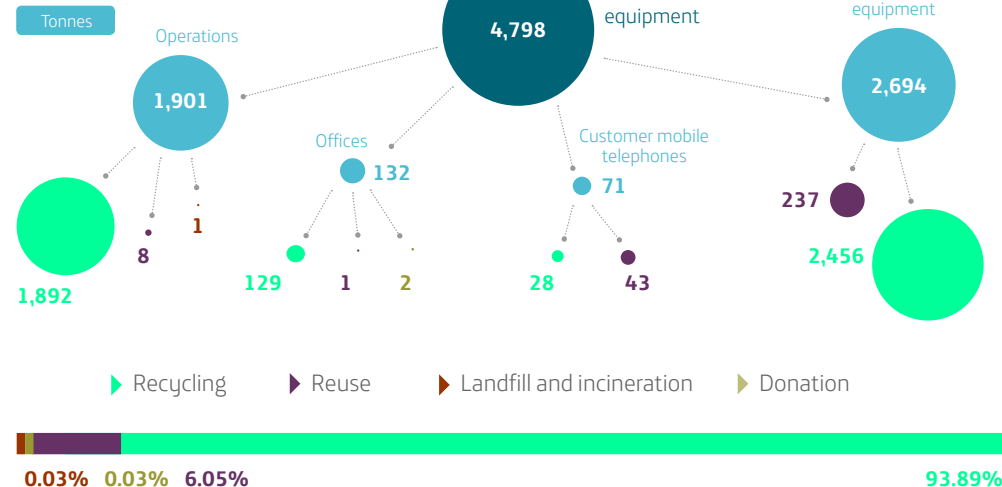 Tonnes
equipment
equipment
Operations
4,798
1,901
2,694
Offices
Customer mobile
telephones
132
71
237
1
8
2,456
129
1
2
28
43
1,892
Recycling
Reuse
Landfill and incineration
Donation
0.03%
0.03%
6.05%
93.89%